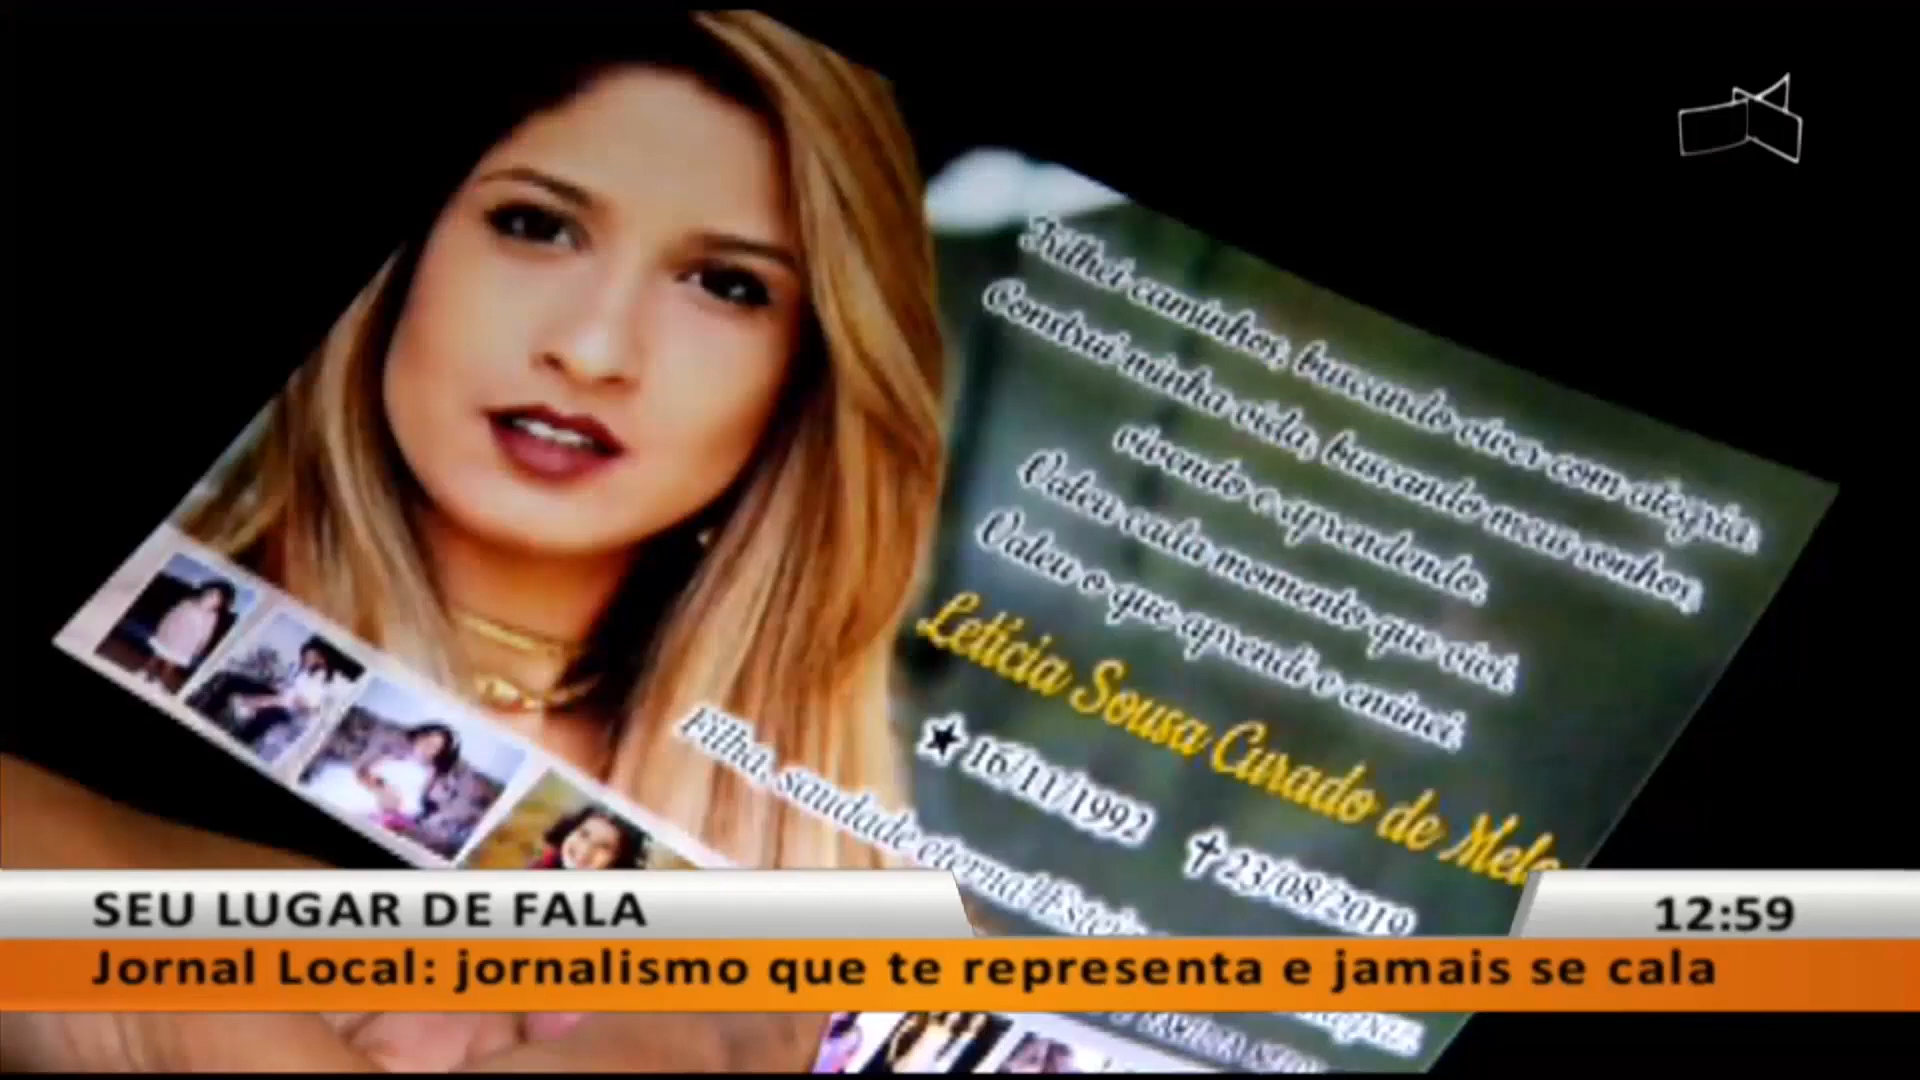 Trilhei caminhos, buscando viver com alegria.
Construí minha vida, buscando meus sonhos,
vivendo e aprendendo.
Valeu cada momento que vivi.
Valeu o que aprendi e ensinei.
Letícia Sousa Curado de Melo
★ 16/11/1992 ✝ 23/08/2019
Filha, saudade eterna!
SEU LUGAR DE FALA
12:59
Jornal Local: jornalismo que te representa e jamais se cala